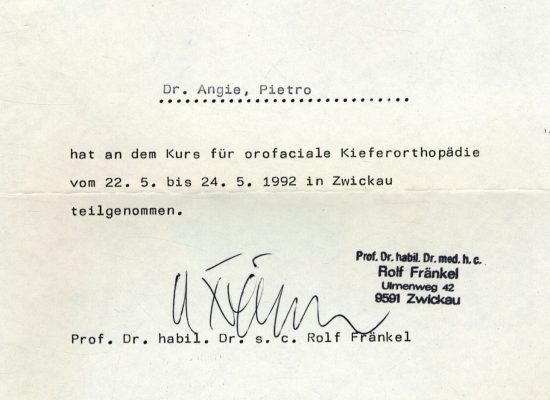 Dr. Angie, Pietro
hat an dem Kurs für orofaciale Kieferorthopädie
vom 22. 5. bis 24. 5. 1992 in Zwickau
teilgenommen.
Prof. Dr. habil. Dr. med. h. c.
Rolf Fränkel
Ulmenweg 42
9591 Zwickau
Prof. Dr. habil. Dr. s. c. Rolf Fränkel